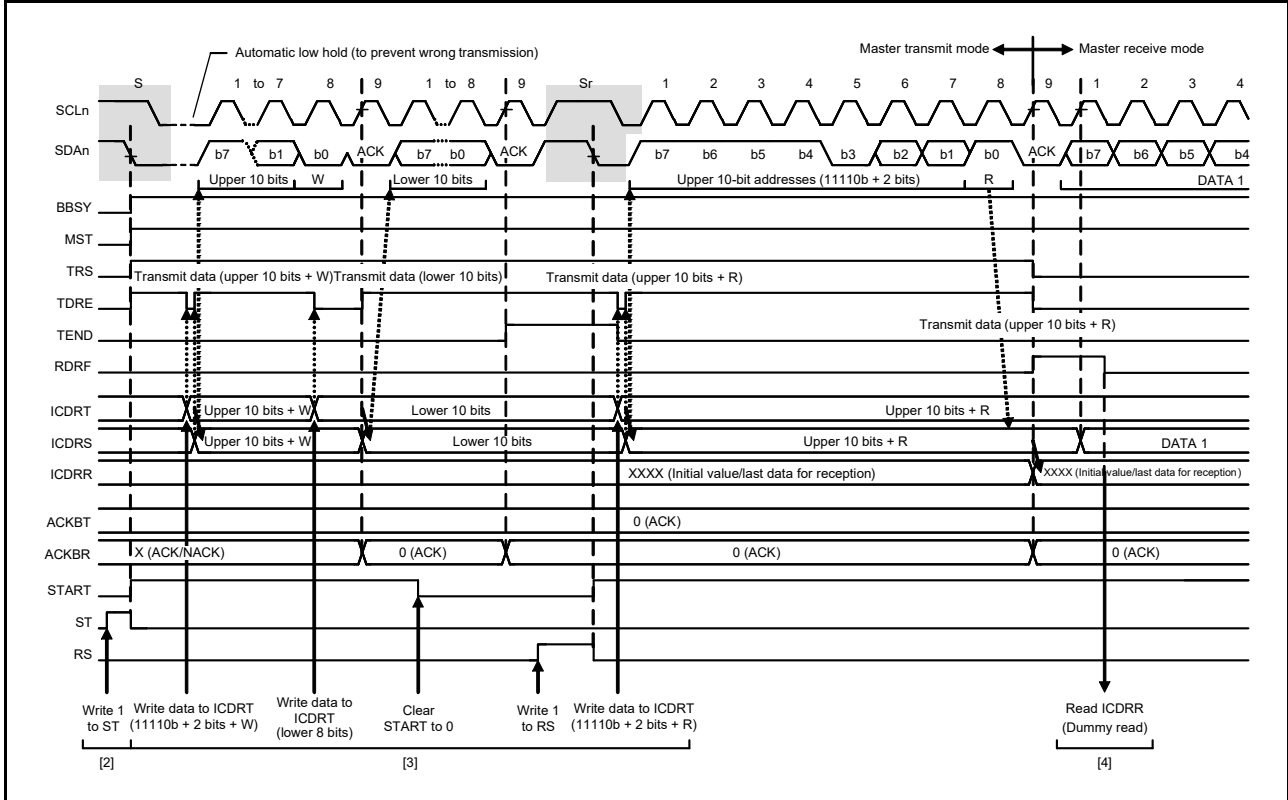 Automatic low hold (to prevent wrong transmission)
Master transmit mode Master receive mode
S 1 to 7 8 9 1 to 8 9 Sr 1 2 3 4 5 6 7 8 9 1 2 3 4
SCLn
SDAn b7 b1 b0 ACK b7 b0 ACK b7 b6 b5 b4 b3 b2 b1 b0 ACK b7 b6 b5 b4
Upper 10 bits W Lower 10 bits Upper 10-bit addresses (11110b + 2 bits) R DATA 1
BBSY
MST
TRS
Transmit data (upper 10 bits + W) Transmit data (lower 10 bits) Transmit data (upper 10 bits + R)
TDRE
TEND Transmit data (upper 10 bits + R)
RDRF
ICDRT Upper 10 bits + W Lower 10 bits Upper 10 bits + R
ICDRS Upper 10 bits + W Lower 10 bits Upper 10 bits + R DATA 1
ICDRR XXXX (Initial value/last data for reception) XXXX (Initial value/last data for reception)
ACKBT 0 (ACK)
ACKBR X (ACK/NACK) 0 (ACK) 0 (ACK) 0 (ACK)
START
ST
RS
Write 1
to ST
Write data to ICDRT
(11110b + 2 bits + W)
Write data to
ICDRT
(lower 8 bits)
Clear
START to 0
Write 1
to RS
Write data to ICDRT
(11110b + 2 bits + R)
Read ICDRR
(Dummy read)
[2] [3] [4]